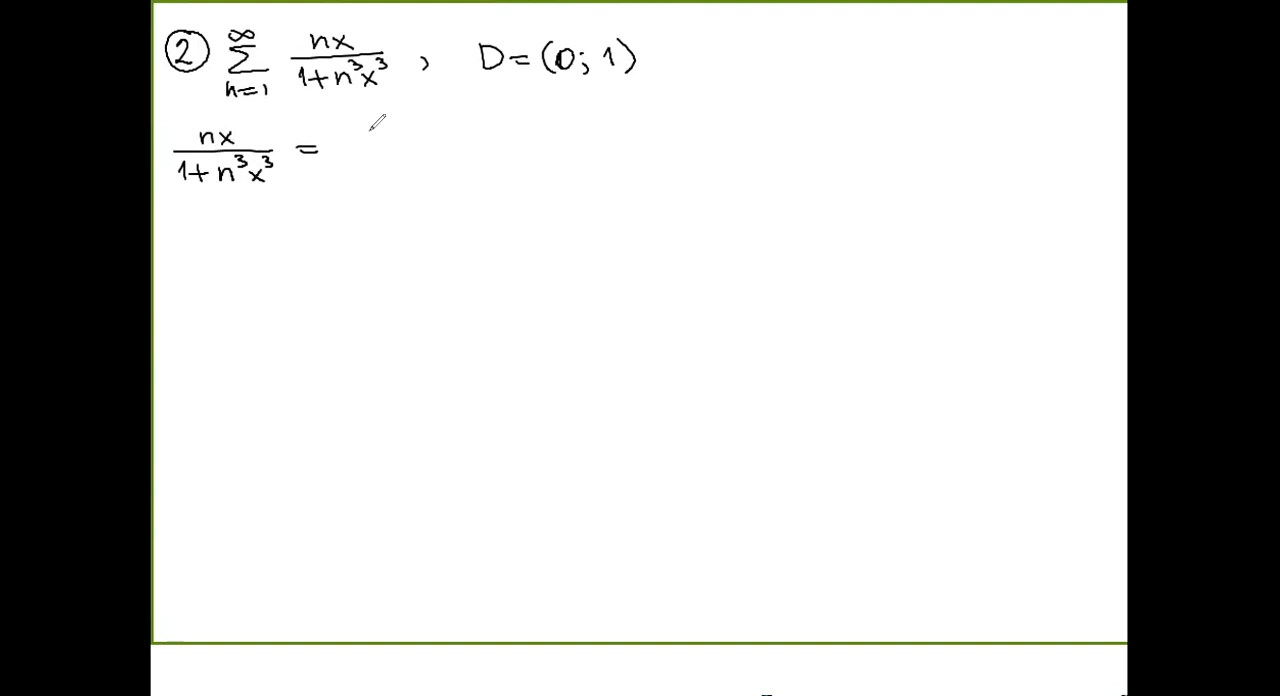 ② ∑_{n=1}^{∞} nx/(1+n³x³) , D=(0; 1)
nx/(1+n³x³) =